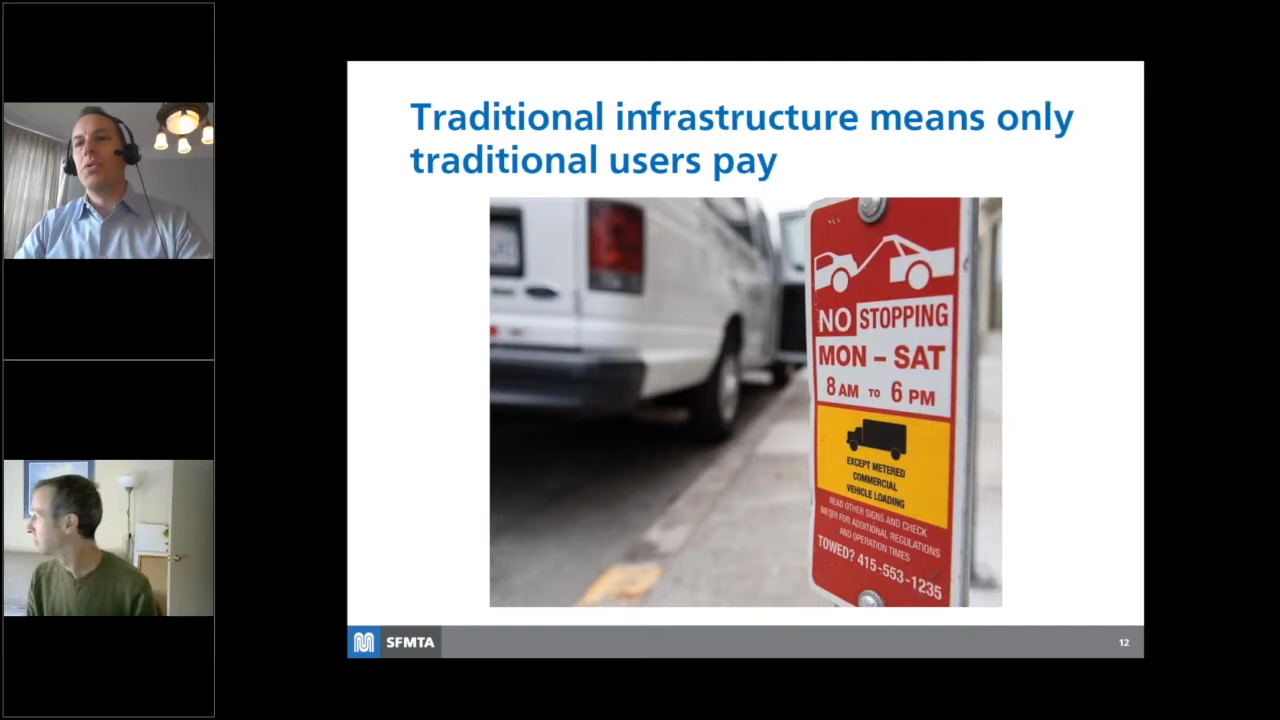 Traditional infrastructure means only
traditional users pay
NO STOPPING
MON – SAT
8 AM TO 6 PM
EXCEPT METERED
COMMERCIAL
VEHICLE LOADING
READ OTHER SIGNS AND CHECK
METER FOR ADDITIONAL REGULATIONS
AND OPERATION TIMES
TOWED? 415-553-1235
SFMTA
12